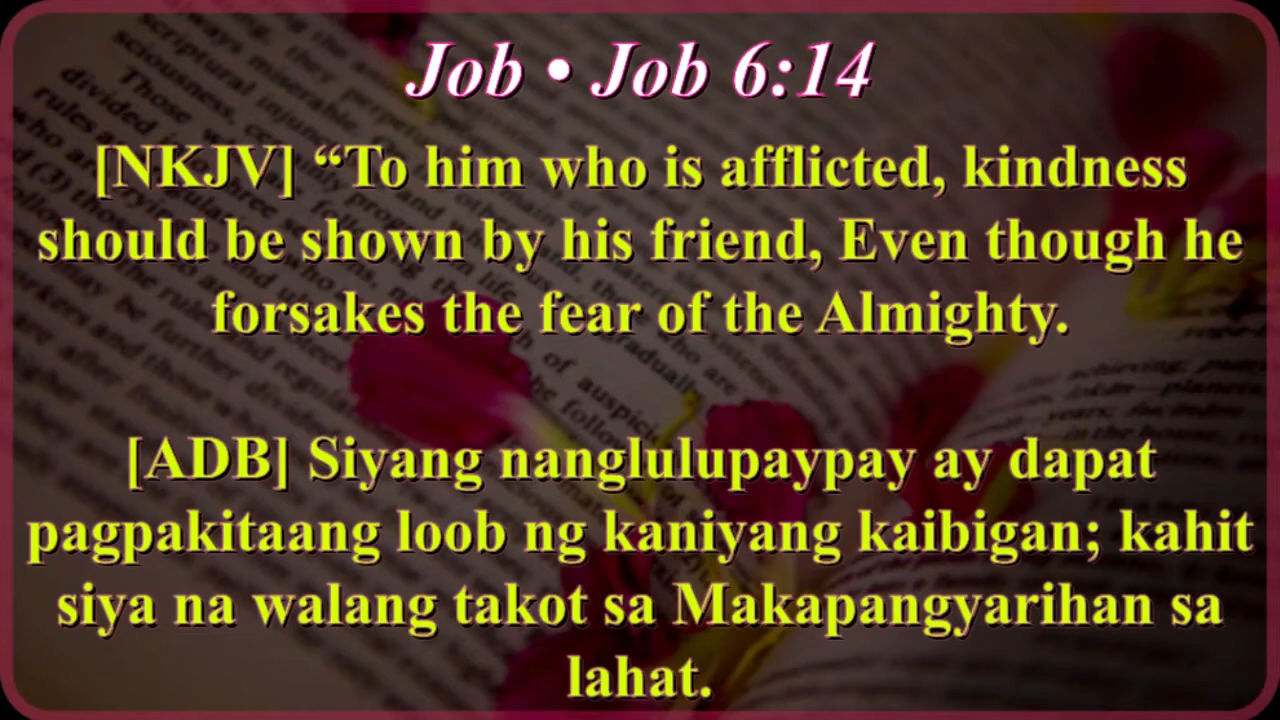 Job • Job 6:14
[NKJV] “To him who is afflicted, kindness
should be shown by his friend, Even though he
forsakes the fear of the Almighty.
[ADB] Siyang nanglulupaypay ay dapat
pagpakitaang loob ng kaniyang kaibigan; kahit
siya na walang takot sa Makapangyarihan sa
lahat.